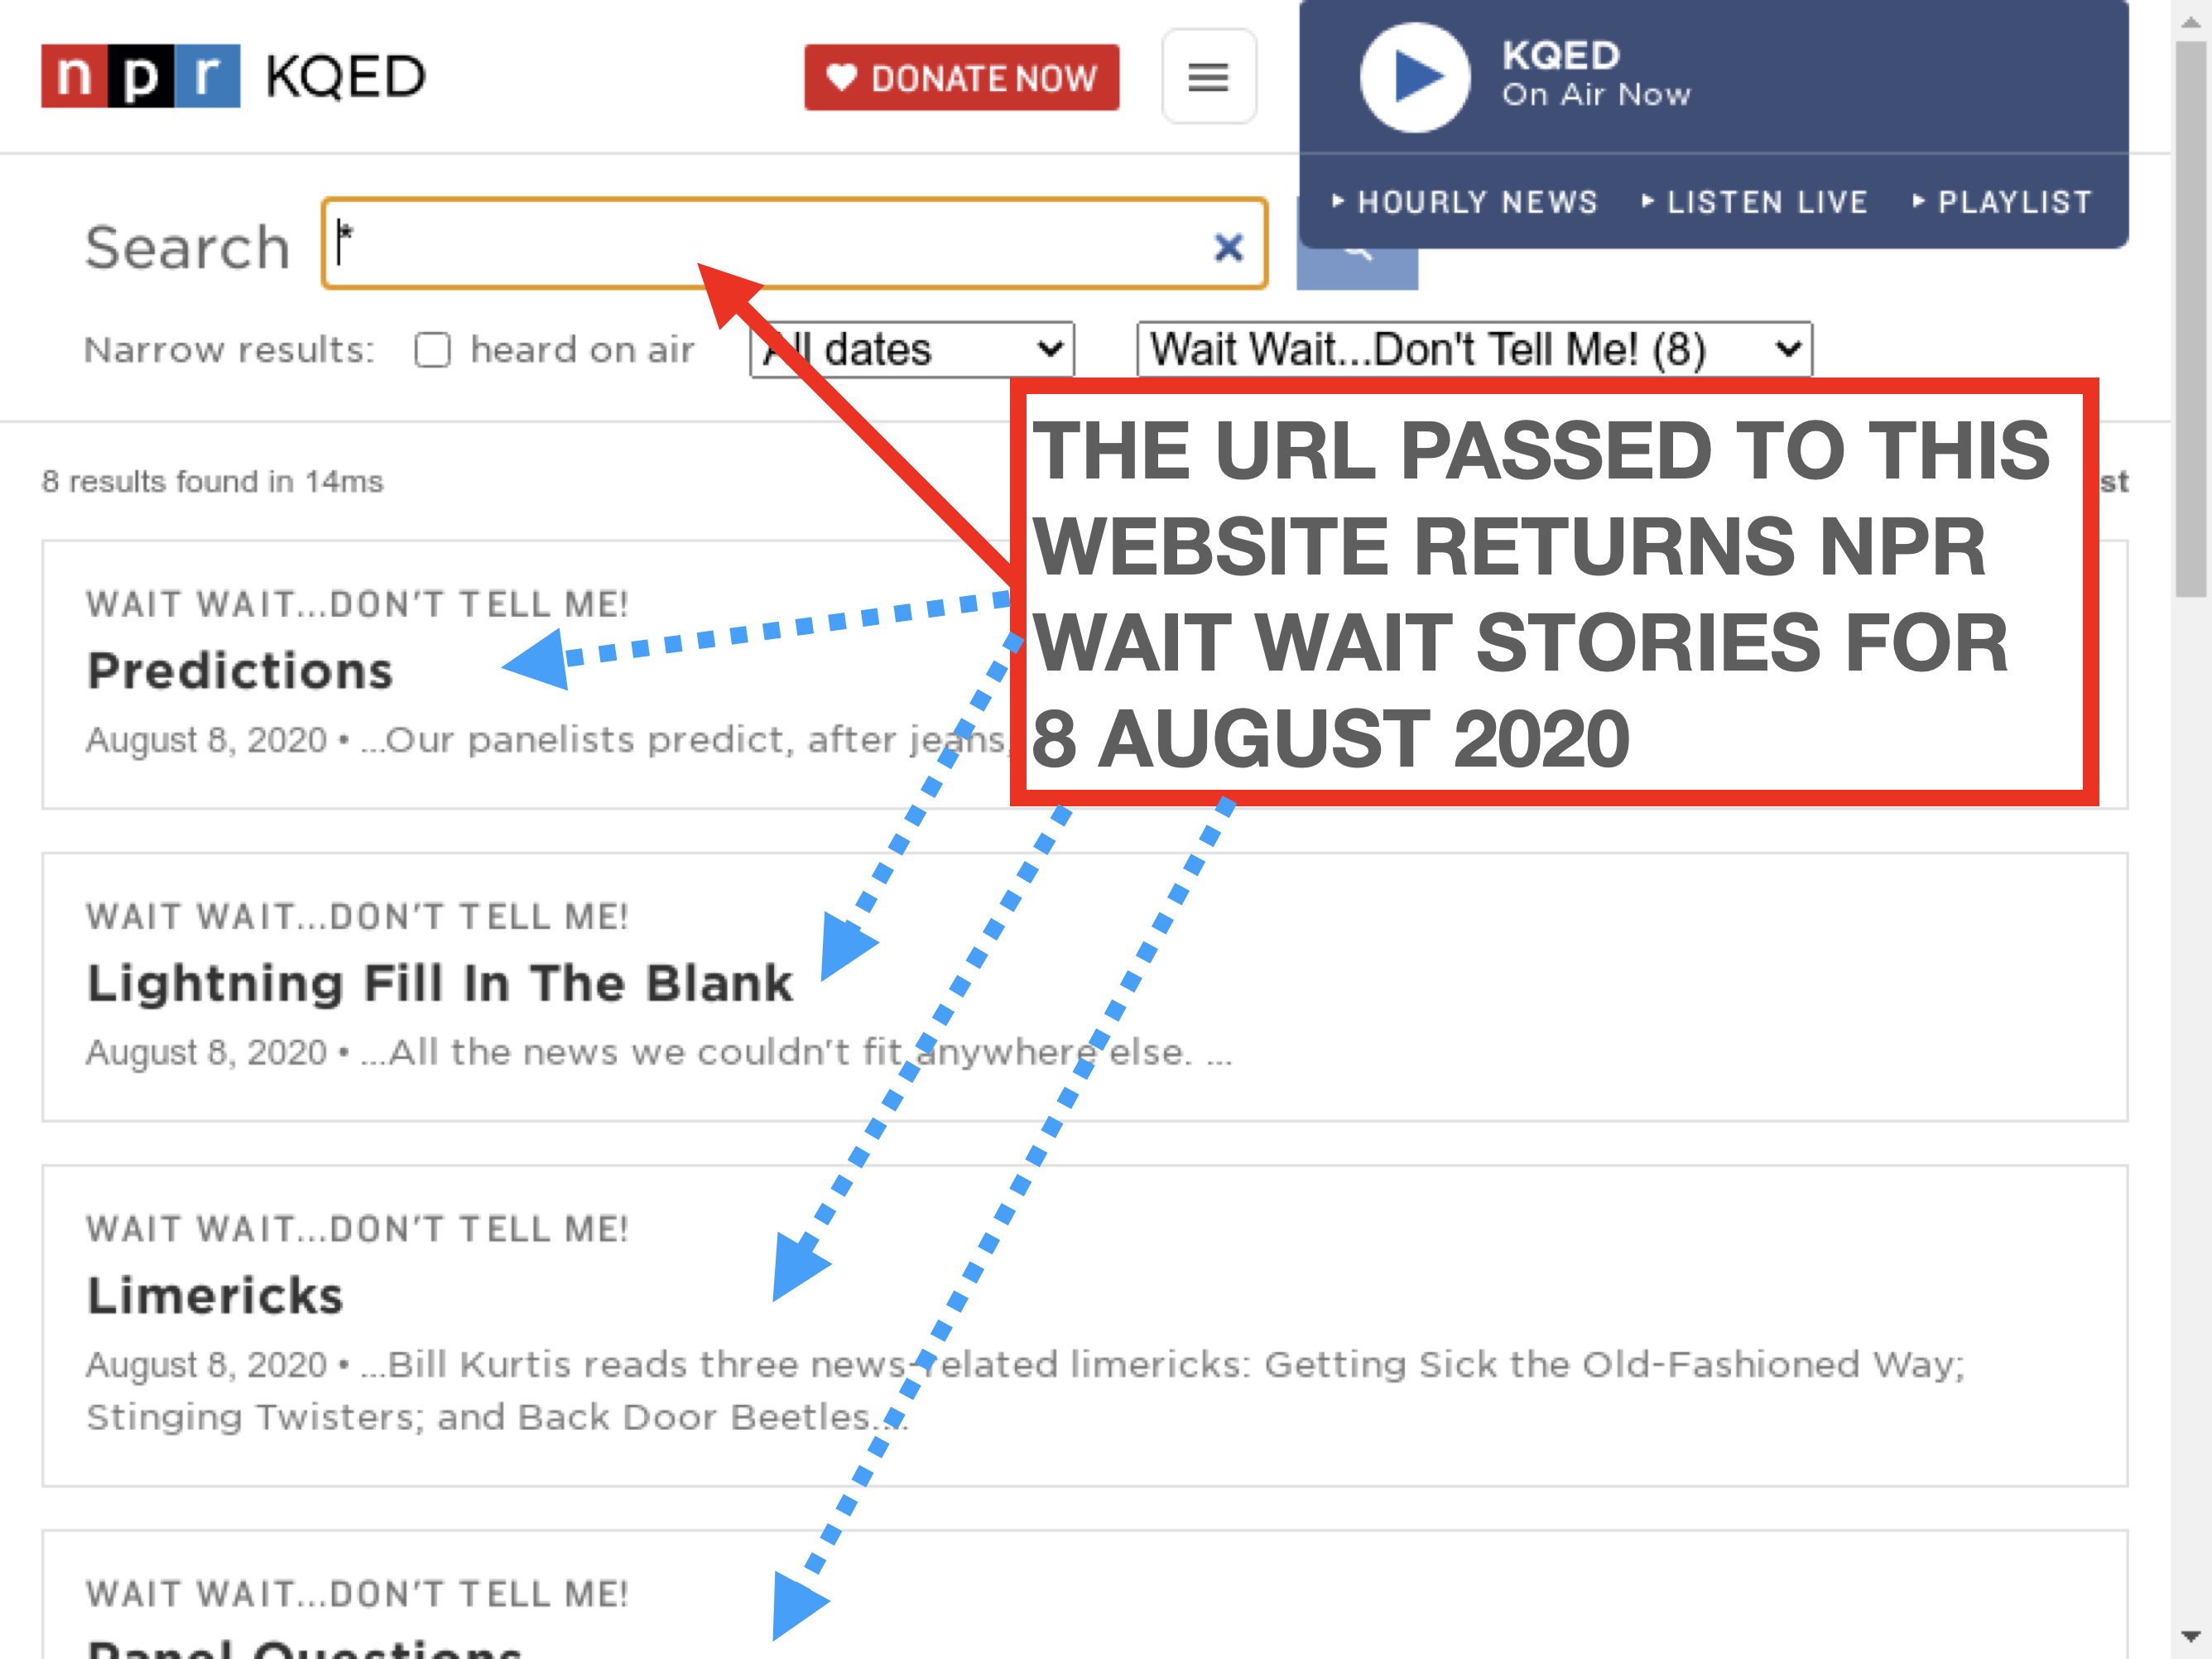 npr KQED
DONATE NOW
KQED
On Air Now
HOURLY NEWS LISTEN LIVE PLAYLIST
Search *
Narrow results: heard on air All dates Wait Wait...Don't Tell Me! (8)
8 results found in 14ms
THE URL PASSED TO THIS
WEBSITE RETURNS NPR
WAIT WAIT STORIES FOR
8 AUGUST 2020
WAIT WAIT...DON'T TELL ME!
Predictions
August 8, 2020 • ...Our panelists predict, after jeans,
WAIT WAIT...DON'T TELL ME!
Lightning Fill In The Blank
August 8, 2020 • ...All the news we couldn't fit anywhere else. ...
WAIT WAIT...DON'T TELL ME!
Limericks
August 8, 2020 • ...Bill Kurtis reads three news-related limericks: Getting Sick the Old-Fashioned Way;
Stinging Twisters; and Back Door Beetles....
WAIT WAIT...DON'T TELL ME!
Panel Questions